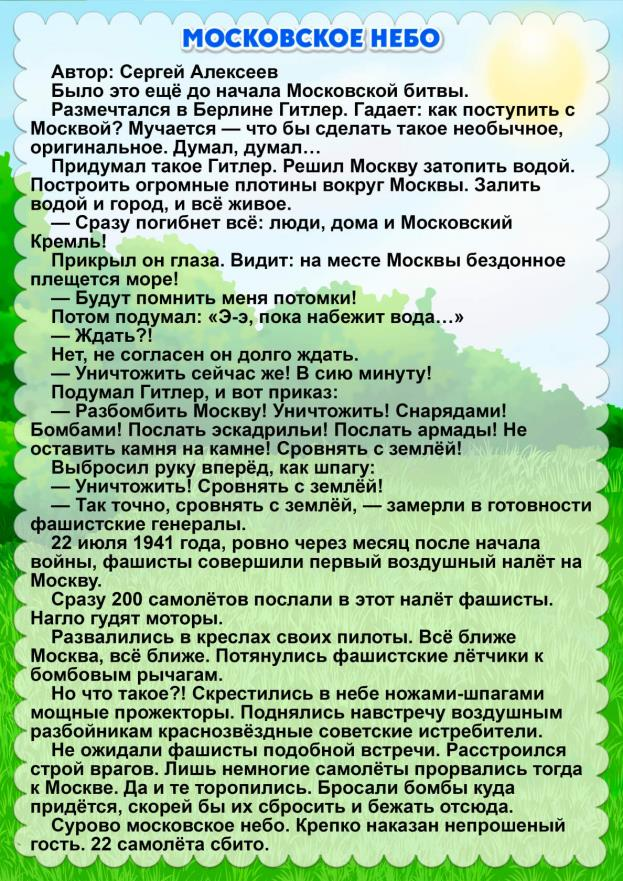 МОСКОВСКОЕ НЕБО
Автор: Сергей Алексеев
Было это ещё до начала Московской битвы.
Размечтался в Берлине Гитлер. Гадает: как поступить с
Москвой? Мучается — что бы сделать такое необычное,
оригинальное. Думал, думал…
Придумал такое Гитлер. Решил Москву затопить водой.
Построить огромные плотины вокруг Москвы. Залить
водой и город, и всё живое.
— Сразу погибнет всё: люди, дома и Московский
Кремль!
Прикрыл он глаза. Видит: на месте Москвы бездонное
плещется море!
— Будут помнить меня потомки!
Потом подумал: «Э-э, пока набежит вода…»
— Ждать?!
Нет, не согласен он долго ждать.
— Уничтожить сейчас же! В сию минуту!
Подумал Гитлер, и вот приказ:
— Разбомбить Москву! Уничтожить! Снарядами!
Бомбами! Послать эскадрильи! Послать армады! Не
оставить камня на камне! Сровнять с землёй!
Выбросил руку вперёд, как шпагу:
— Уничтожить! Сровнять с землёй!
— Так точно, сровнять с землёй, — замерли в готовности
фашистские генералы.
22 июля 1941 года, ровно через месяц после начала
войны, фашисты совершили первый воздушный налёт на
Москву.
Сразу 200 самолётов послали в этот налёт фашисты.
Нагло гудят моторы.
Развалились в креслах своих пилоты. Всё ближе
Москва, всё ближе. Потянулись фашистские лётчики к
бомбовым рычагам.
Но что такое?! Скрестились в небе ножами-шпагами
мощные прожекторы. Поднялись навстречу воздушным
разбойникам краснозвёздные советские истребители.
Не ожидали фашисты подобной встречи. Расстроился
строй врагов. Лишь немногие самолёты прорвались тогда
к Москве. Да и те торопились. Бросали бомбы куда
придётся, скорей бы их сбросить и бежать отсюда.
Сурово московское небо. Крепко наказан непрошеный
гость. 22 самолёта сбито.